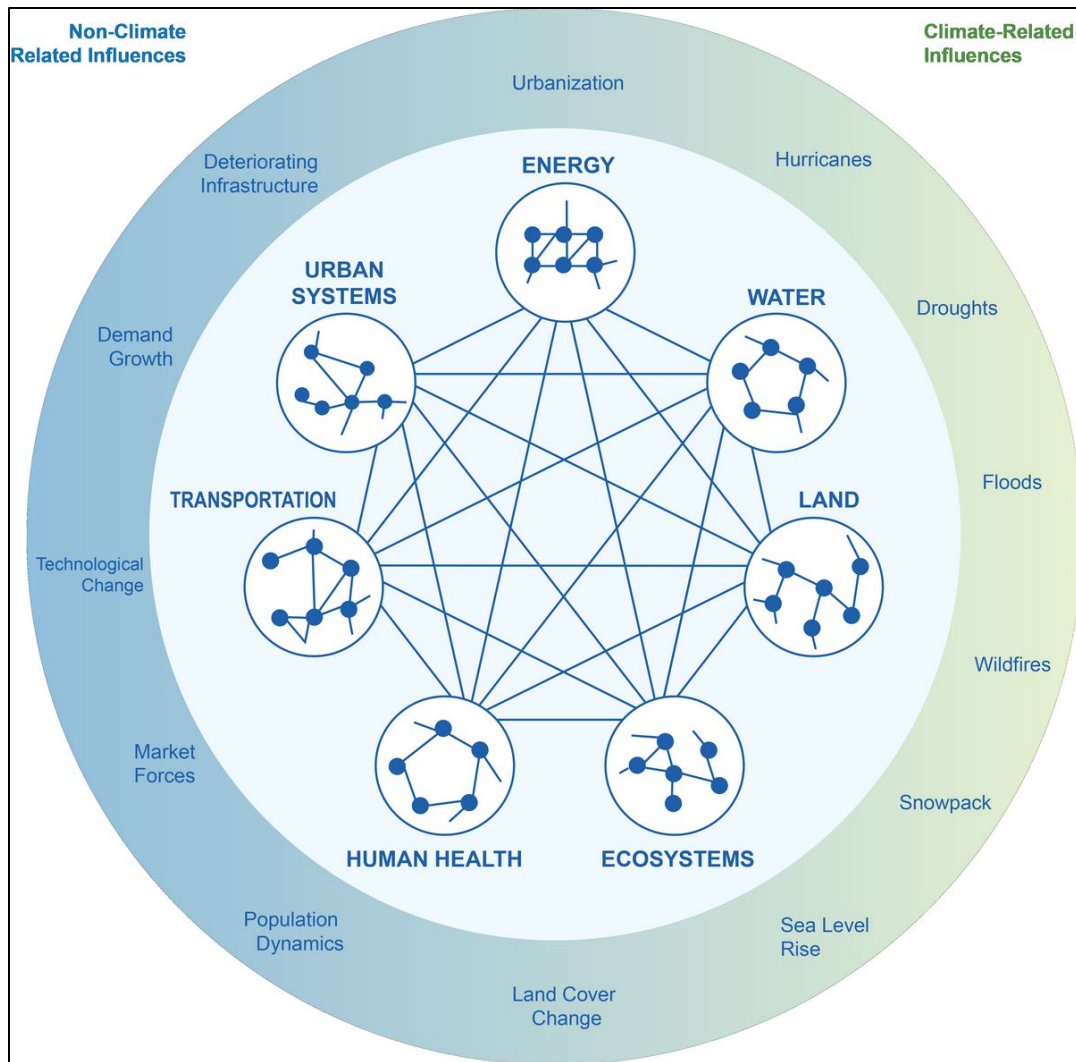 Non-Climate
Related Influences
Climate-Related
Influences
Urbanization
Deteriorating
Infrastructure
Hurricanes
ENERGY
URBAN
SYSTEMS
WATER
Droughts
Demand
Growth
TRANSPORTATION
LAND
Floods
Technological
Change
Wildfires
Market
Forces
Snowpack
HUMAN HEALTH
ECOSYSTEMS
Population
Dynamics
Sea Level
Rise
Land Cover
Change